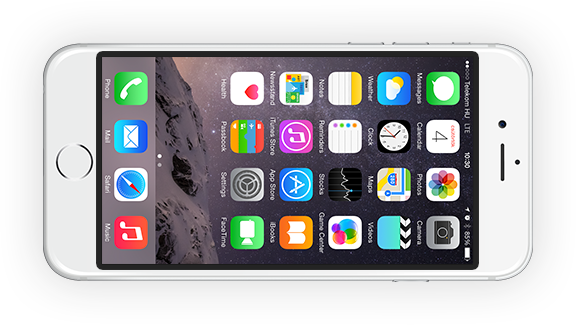 Telekom HU LTE 10:30 85%
4
Messages Calendar Photos Camera
Weather Clock Maps Videos
Notes Reminders Stocks Game Center
Newsstand iTunes Store App Store iBooks
Health Passbook Settings FaceTime
Phone Mail Safari Music